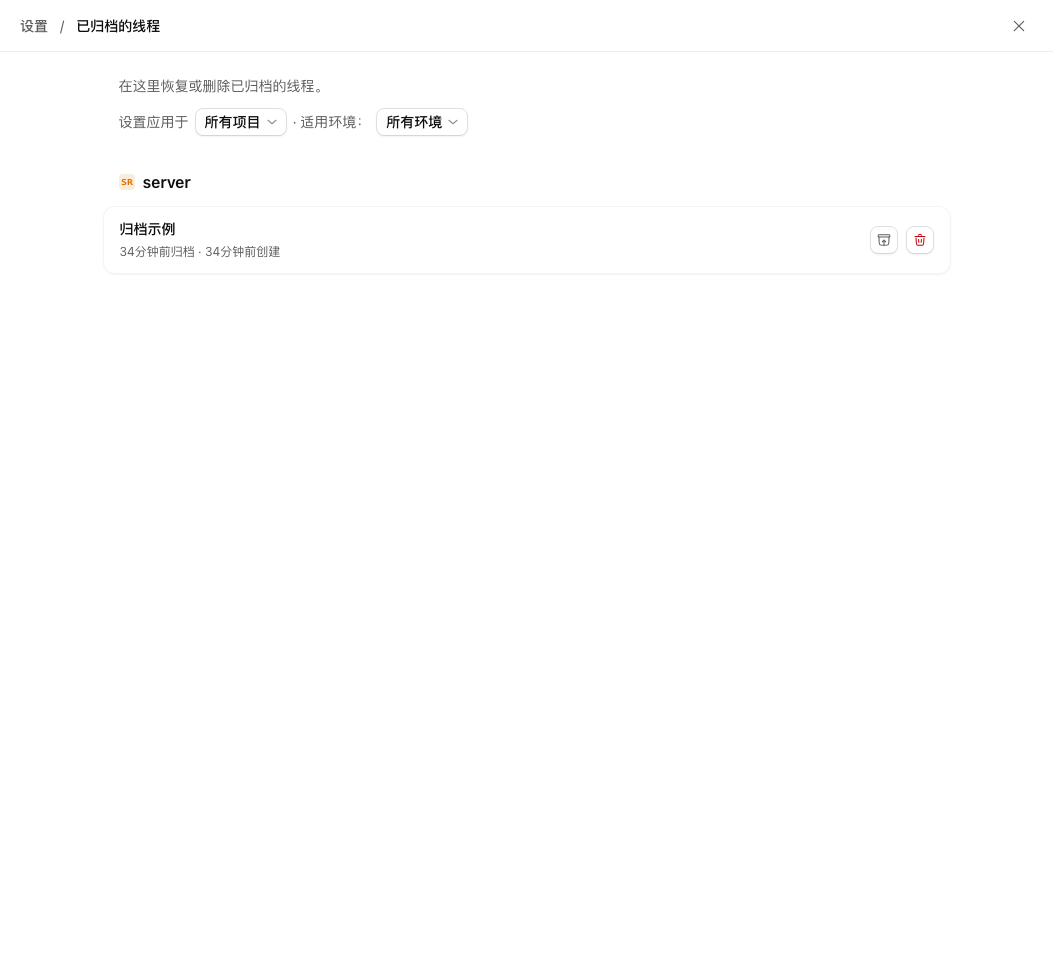 设置 / 已归档的线程
在这里恢复或删除已归档的线程。
设置应用于 所有项目 · 适用环境： 所有环境
SR server
归档示例
34分钟前归档 · 34分钟前创建